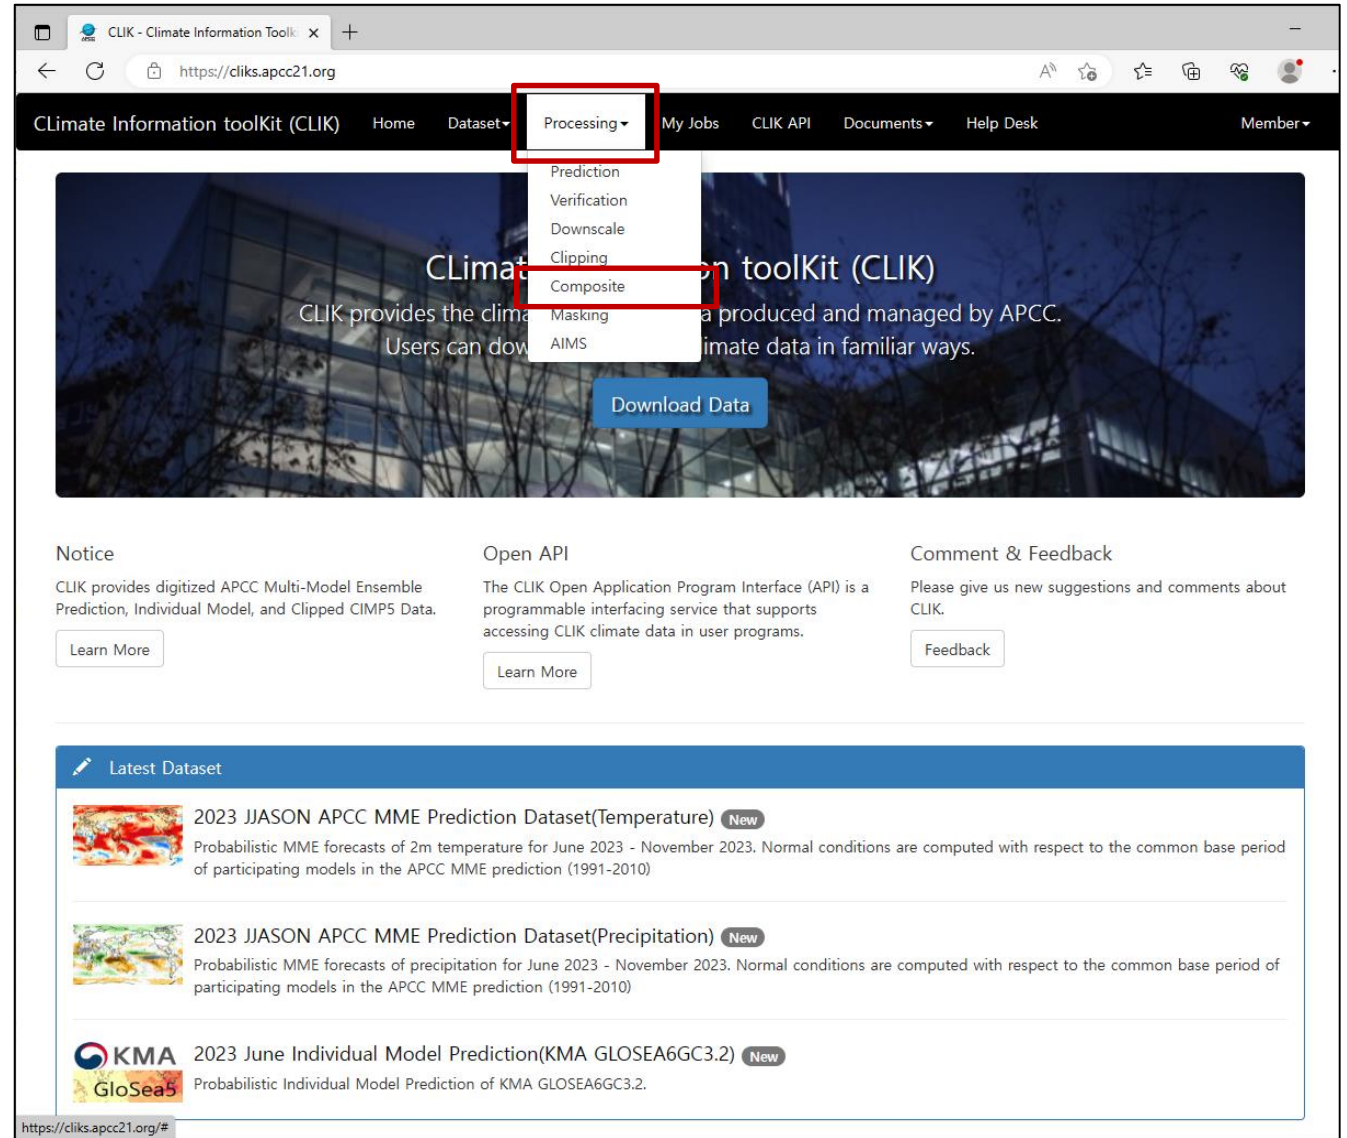 CLIK - Climate Information Toolk
https://cliks.apcc21.org
CLimate Information toolKit (CLIK) Home Dataset Processing My Jobs CLIK API Documents Help Desk Member
Prediction
Verification
Downscale
Clipping
Composite
Masking
AIMS
CLimat on toolKit (CLIK)
CLIK provides the clima a produced and managed by APCC.
Users can dow imate data in familiar ways.
Download Data
Notice
CLIK provides digitized APCC Multi-Model Ensemble
Prediction, Individual Model, and Clipped CIMP5 Data.
Learn More
Open API
The CLIK Open Application Program Interface (API) is a
programmable interfacing service that supports
accessing CLIK climate data in user programs.
Learn More
Comment & Feedback
Please give us new suggestions and comments about
CLIK.
Feedback
Latest Dataset
2023 JJASON APCC MME Prediction Dataset(Temperature) New
Probabilistic MME forecasts of 2m temperature for June 2023 - November 2023. Normal conditions are computed with respect to the common base period
of participating models in the APCC MME prediction (1991-2010)
2023 JJASON APCC MME Prediction Dataset(Precipitation) New
Probabilistic MME forecasts of precipitation for June 2023 - November 2023. Normal conditions are computed with respect to the common base period of
participating models in the APCC MME prediction (1991-2010)
KMA
GloSea5
2023 June Individual Model Prediction(KMA GLOSEA6GC3.2) New
Probabilistic Individual Model Prediction of KMA GLOSEA6GC3.2.
https://cliks.apcc21.org/#